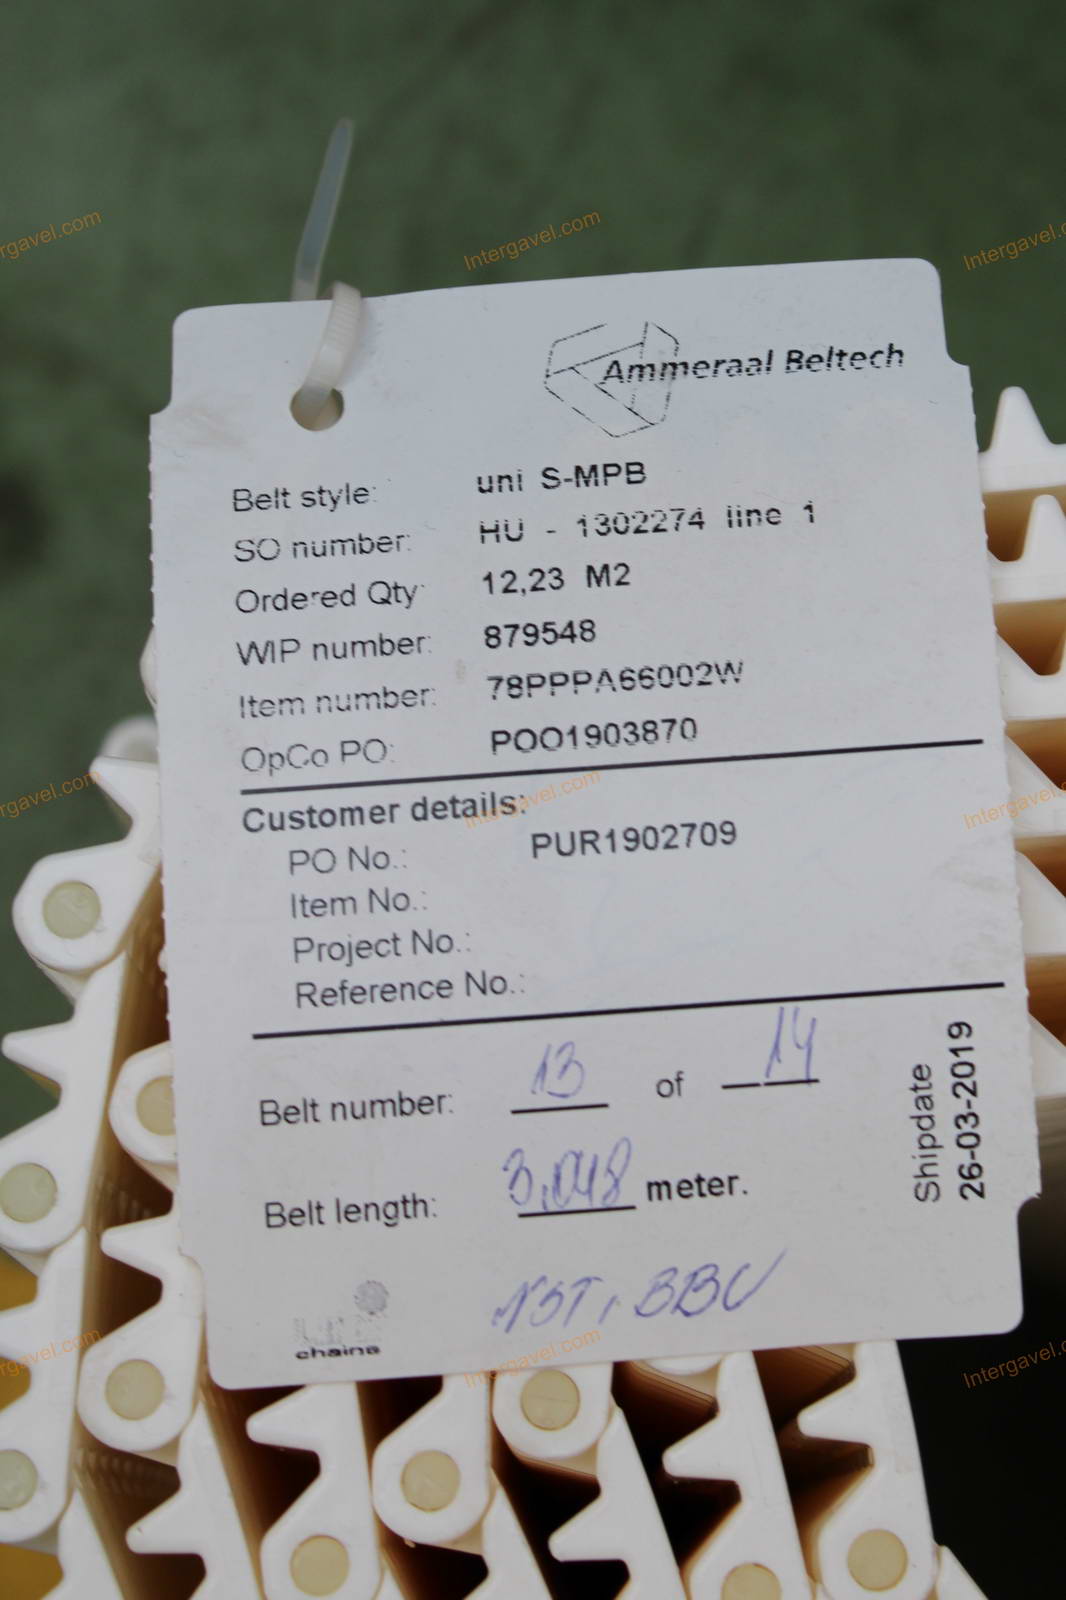 Intergavel.com
Ammeraal Beltech
Belt style: uni S-MPB
SO number: HU - 1302274 line 1
Ordered Qty: 12,23 M2
WIP number: 879548
Item number: 78PPPA66002W
OpCo PO: POO1903870
Customer details:
PO No.: PUR1902709
Item No.:
Project No.:
Reference No.:
Belt number: 13 of 14
Belt length: 3,048 meter.
Shipdate
26-03-2019
uni
chains